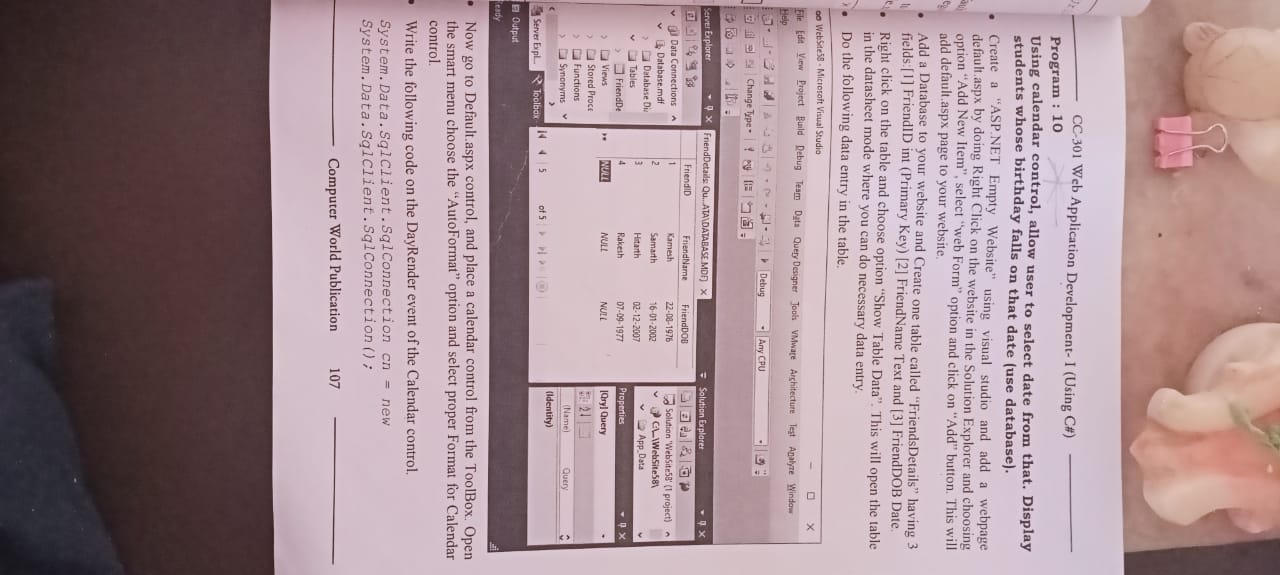 CC-301 Web Application Development- I (Using C#)
Program : 10
Using calendar control, allow user to select date from that. Display
students whose birthday falls on that date (use database).
• Create a “ASP.NET Empty Website” using visual studio and add a webpage
default.aspx by doing Right Click on the website in the Solution Explorer and choosing
option “Add New Item”, select “web Form” option and click on “Add” button. This will
add default.aspx page to your website.
• Add a Database to your website and Create one table called “FriendsDetails” having 3
fields:[1] FriendID int (Primary Key) [2] FriendName Text and [3] FriendDOB Date.
• Right click on the table and choose option “Show Table Data”. This will open the table
in the datasheet mode where you can do necessary data entry.
• Do the following data entry in the table.
WebSite58 - Microsoft Visual Studio
File Edit View Project Build Debug Team Data Query Designer Tools VMware Architecture Test Analyze Window
Help
Debug Any CPU
Change Type
Server Explorer
Data Connections
Database.mdf
Database Di
Tables
FriendDe
Views
Stored Proce
Functions
Synonyms
Server Expl... Toolbox
FriendDetails: Qu...ATA\DATABASE.MDF)
FriendID FriendName FriendDOB
1 Kamesh 22-08-1976
2 Samarth 16-01-2002
3 Hitarth 02-12-2007
4 Rakesh 07-09-1977
NULL NULL NULL
5 of 5
Solution Explorer
Solution 'WebSite58' (1 project)
C:\...\WebSite58\
App_Data
Properties
[Qry] Query
(Name) Query
(Identity)
Output
eady
• Now go to Default.aspx control, and place a calendar control from the ToolBox. Open
the smart menu choose the “AutoFormat” option and select proper Format for Calendar
control.
• Write the following code on the DayRender event of the Calendar control.
System.Data.SqlClient.SqlConnection cn = new
System.Data.SqlClient.SqlConnection();
Computer World Publication 107